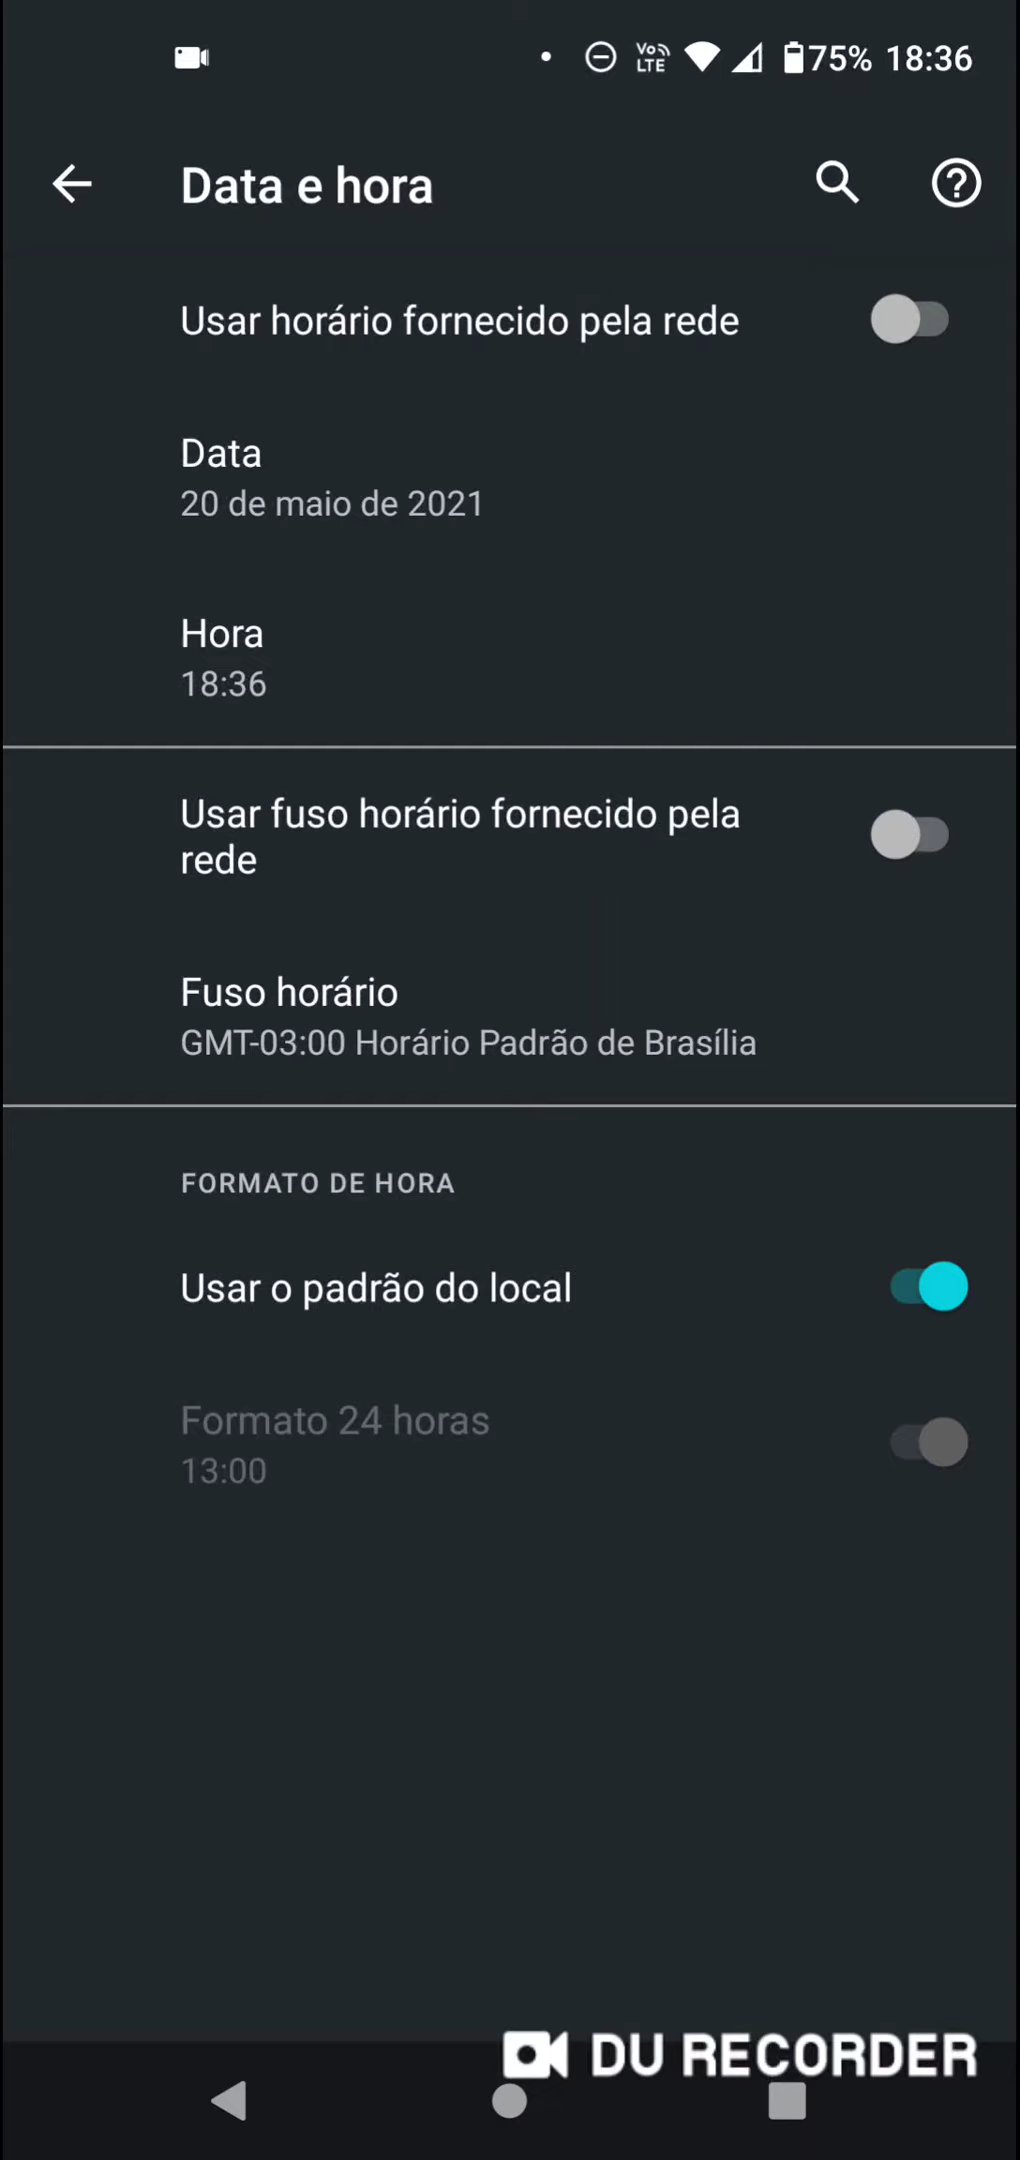 Vo LTE 75% 18:36
Data e hora
Usar horário fornecido pela rede
Data
20 de maio de 2021
Hora
18:36
Usar fuso horário fornecido pela
rede
Fuso horário
GMT-03:00 Horário Padrão de Brasília
FORMATO DE HORA
Usar o padrão do local
Formato 24 horas
13:00
DU RECORDER